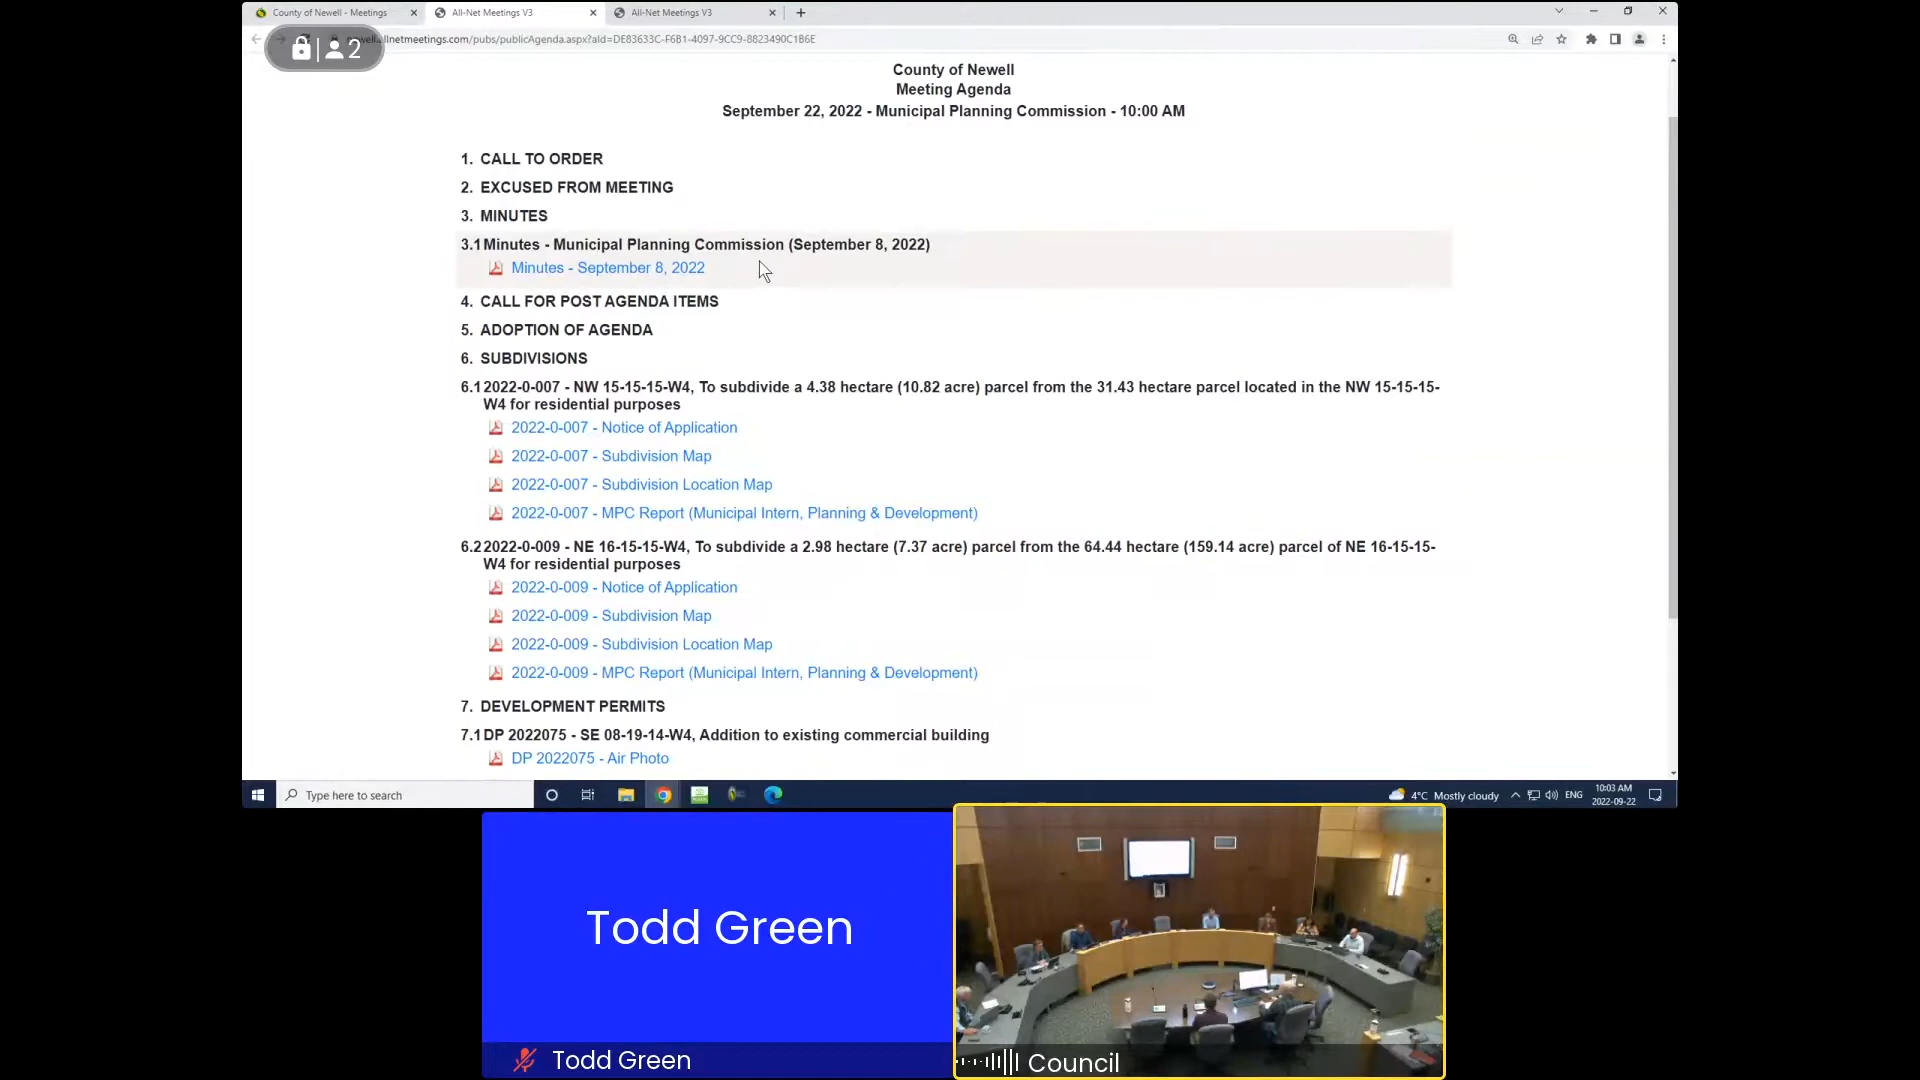 County of Newell - Meetings
All-Net Meetings V3
All-Net Meetings V3
2
llnetmeetings.com/pubs/publicAgenda.aspx?aId=DE83633C-F6B1-4097-9CC9-8823490C1B6E
County of Newell
Meeting Agenda
September 22, 2022 - Municipal Planning Commission - 10:00 AM
1. CALL TO ORDER
2. EXCUSED FROM MEETING
3. MINUTES
3.1 Minutes - Municipal Planning Commission (September 8, 2022)
Minutes - September 8, 2022
4. CALL FOR POST AGENDA ITEMS
5. ADOPTION OF AGENDA
6. SUBDIVISIONS
6.1 2022-0-007 - NW 15-15-15-W4, To subdivide a 4.38 hectare (10.82 acre) parcel from the 31.43 hectare parcel located in the NW 15-15-15-
W4 for residential purposes
2022-0-007 - Notice of Application
2022-0-007 - Subdivision Map
2022-0-007 - Subdivision Location Map
2022-0-007 - MPC Report (Municipal Intern, Planning & Development)
6.2 2022-0-009 - NE 16-15-15-W4, To subdivide a 2.98 hectare (7.37 acre) parcel from the 64.44 hectare (159.14 acre) parcel of NE 16-15-15-
W4 for residential purposes
2022-0-009 - Notice of Application
2022-0-009 - Subdivision Map
2022-0-009 - Subdivision Location Map
2022-0-009 - MPC Report (Municipal Intern, Planning & Development)
7. DEVELOPMENT PERMITS
7.1 DP 2022075 - SE 08-19-14-W4, Addition to existing commercial building
DP 2022075 - Air Photo
Type here to search
4°C Mostly cloudy
ENG
10:03 AM
2022-09-22
Todd Green
Todd Green
Council